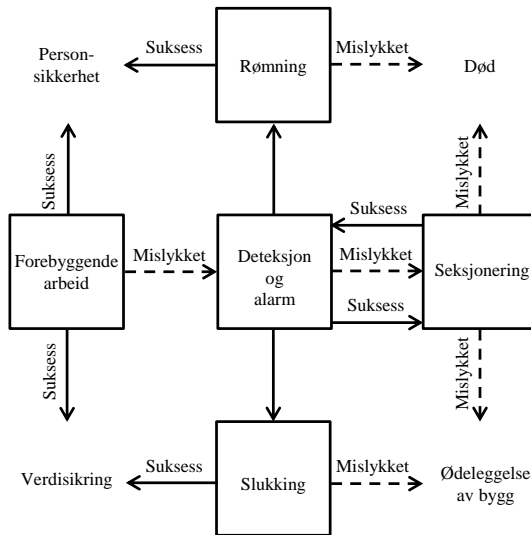 Person-
sikkerhet
Suksess
Rømning
Mislykket
Død
Suksess
Mislykket
Forebyggende
arbeid
Mislykket
Deteksjon
og
alarm
Suksess
Mislykket
Suksess
Seksjonering
Suksess
Mislykket
Verdisikring
Suksess
Slukking
Mislykket
Ødeleggelse
av bygg